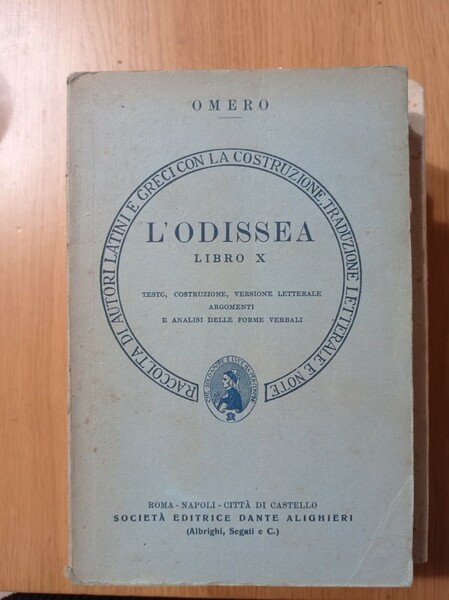 OMERO
RACCOLTA DI AUTORI LATINI E GRECI CON LA COSTRUZIONE, TRADUZIONE LETTERALE E NOTE
L'ODISSEA
LIBRO X
TESTO, COSTRUZIONE, VERSIONE LETTERALE
ARGOMENTI
E ANALISI DELLE FORME VERBALI
ROMA - NAPOLI - CITTÀ DI CASTELLO
SOCIETÀ EDITRICE DANTE ALIGHIERI
(Albrighi, Segati e C.)